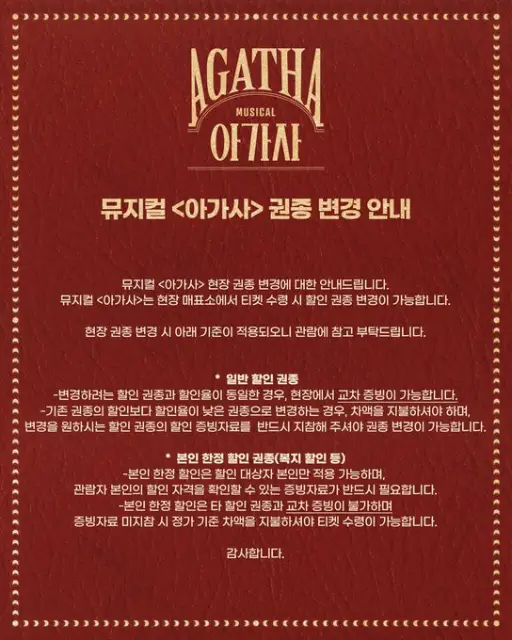 AGATHA
MUSICAL
아가사
뮤지컬 <아가사> 권종 변경 안내
뮤지컬 <아가사> 현장 권종 변경에 대한 안내드립니다.
뮤지컬 <아가사>는 현장 매표소에서 티켓 수령 시 할인 권종 변경이 가능합니다.
현장 권종 변경 시 아래 기준이 적용되오니 관람에 참고 부탁드립니다.
* 일반 할인 권종
-변경하려는 할인 권종과 할인율이 동일한 경우, 현장에서 교차 증빙이 가능합니다.
-기존 권종의 할인보다 할인율이 낮은 권종으로 변경하는 경우, 차액을 지불하셔야 하며,
변경을 원하시는 할인 권종의 할인 증빙자료를 반드시 지참해 주셔야 권종 변경이 가능합니다.
* 본인 한정 할인 권종(복지 할인 등)
-본인 한정 할인은 할인 대상자 본인만 적용 가능하며,
관람자 본인의 할인 자격을 확인할 수 있는 증빙자료가 반드시 필요합니다.
-본인 한정 할인은 타 할인 권종과 교차 증빙이 불가하며
증빙자료 미지참 시 정가 기준 차액을 지불하셔야 티켓 수령이 가능합니다.
감사합니다.